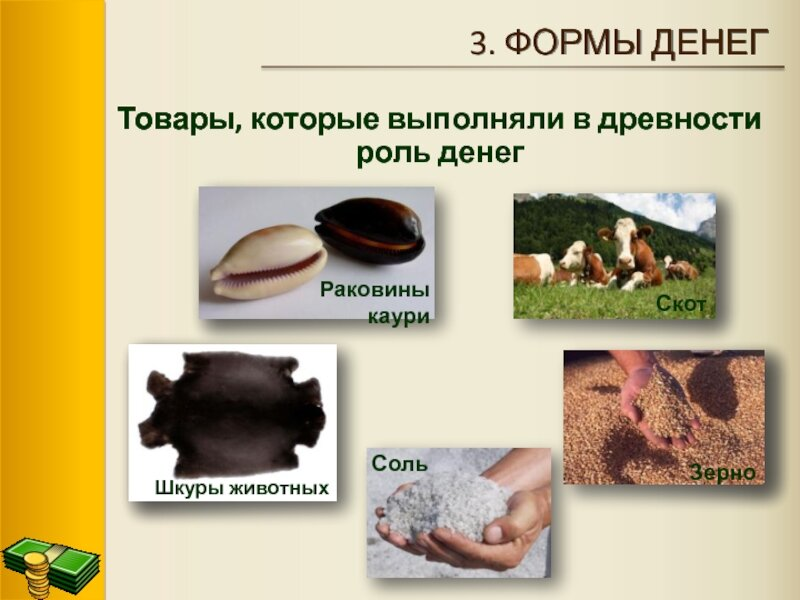 3. ФОРМЫ ДЕНЕГ
Товары, которые выполняли в древности
роль денег
Раковины
каури
Скот
Шкуры животных
Соль
Зерно